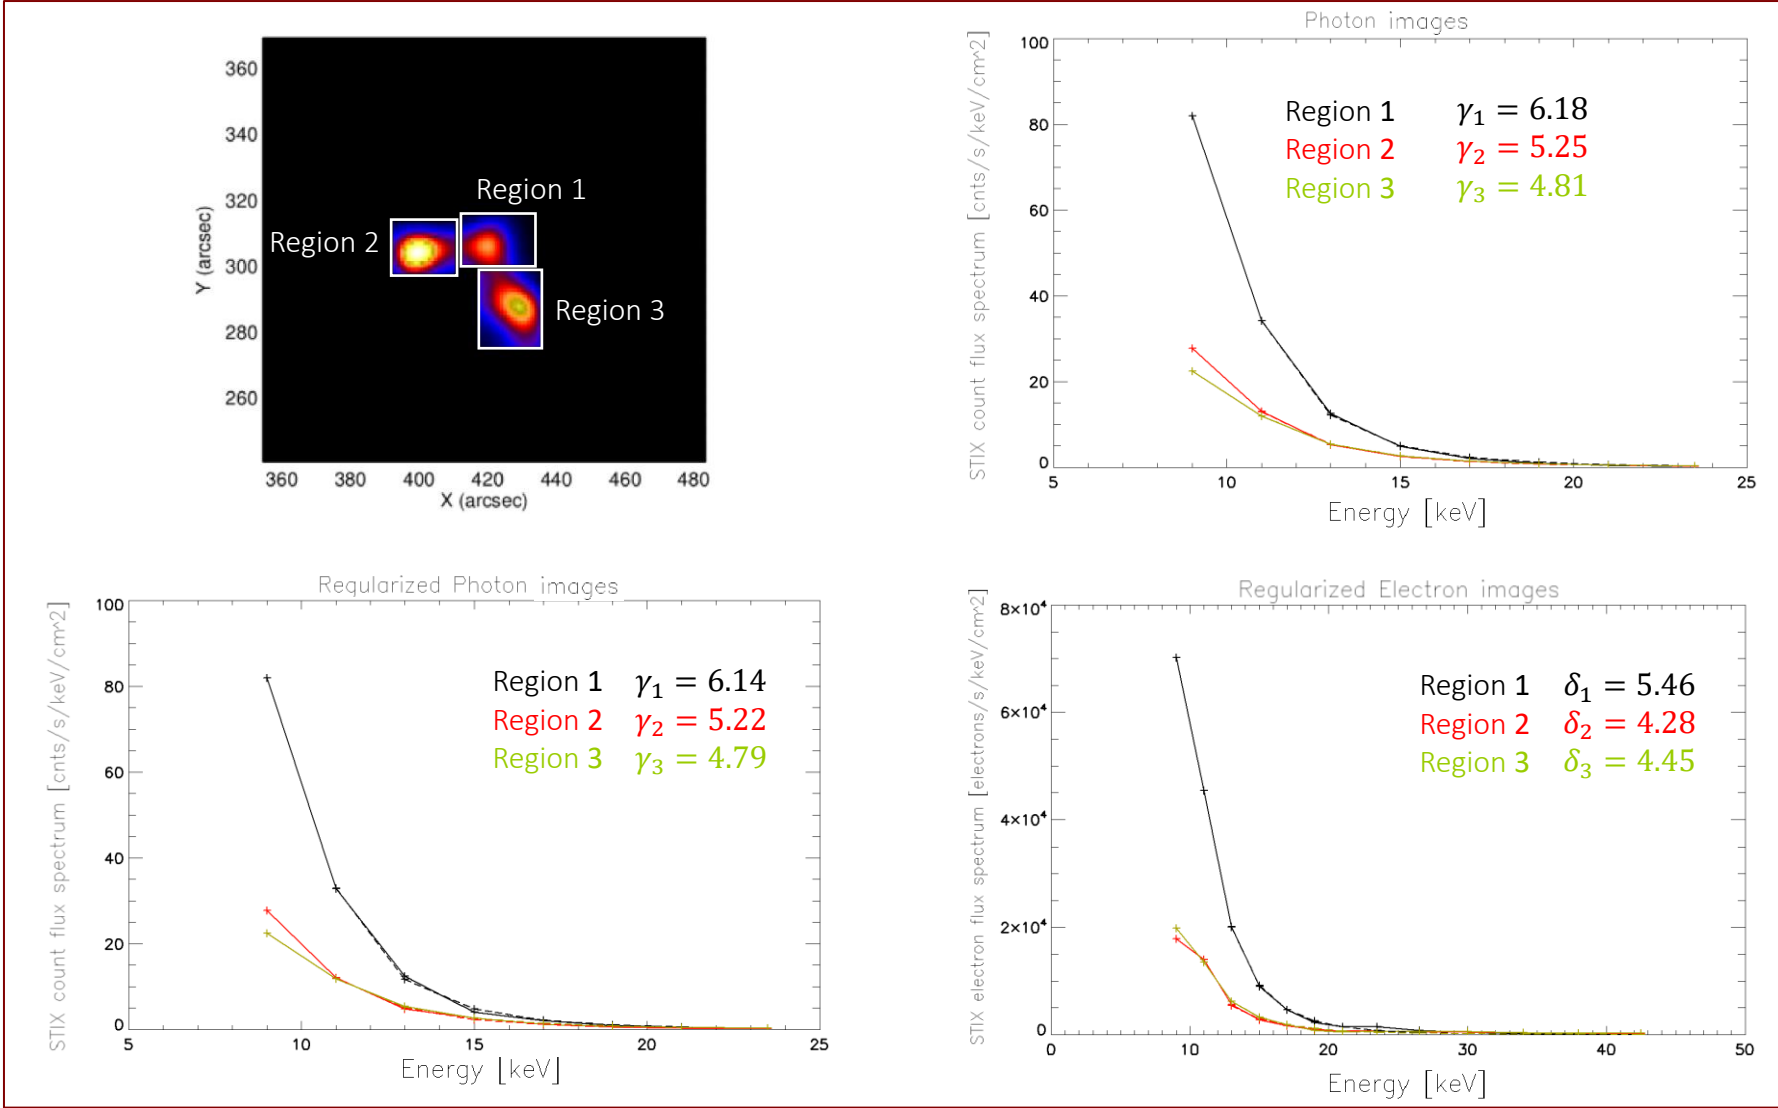 360
340
320
300
280
260
Y (arcsec)
Region 1
Region 2
Region 3
360 380 400 420 440 460 480
X (arcsec)
Photon images
STIX count flux spectrum [cnts/s/keV/cm^2]
100
80
60
40
20
0
Region 1 γ₁ = 6.18
Region 2 γ₂ = 5.25
Region 3 γ₃ = 4.81
5 10 15 20 25
Energy [keV]
Regularized Photon images
STIX count flux spectrum [cnts/s/keV/cm^2]
100
80
60
40
20
0
Region 1 γ₁ = 6.14
Region 2 γ₂ = 5.22
Region 3 γ₃ = 4.79
5 10 15 20 25
Energy [keV]
Regularized Electron images
STIX electron flux spectrum [electrons/s/keV/cm^2]
8×10⁴
6×10⁴
4×10⁴
2×10⁴
0
Region 1 δ₁ = 5.46
Region 2 δ₂ = 4.28
Region 3 δ₃ = 4.45
0 10 20 30 40 50
Energy [keV]